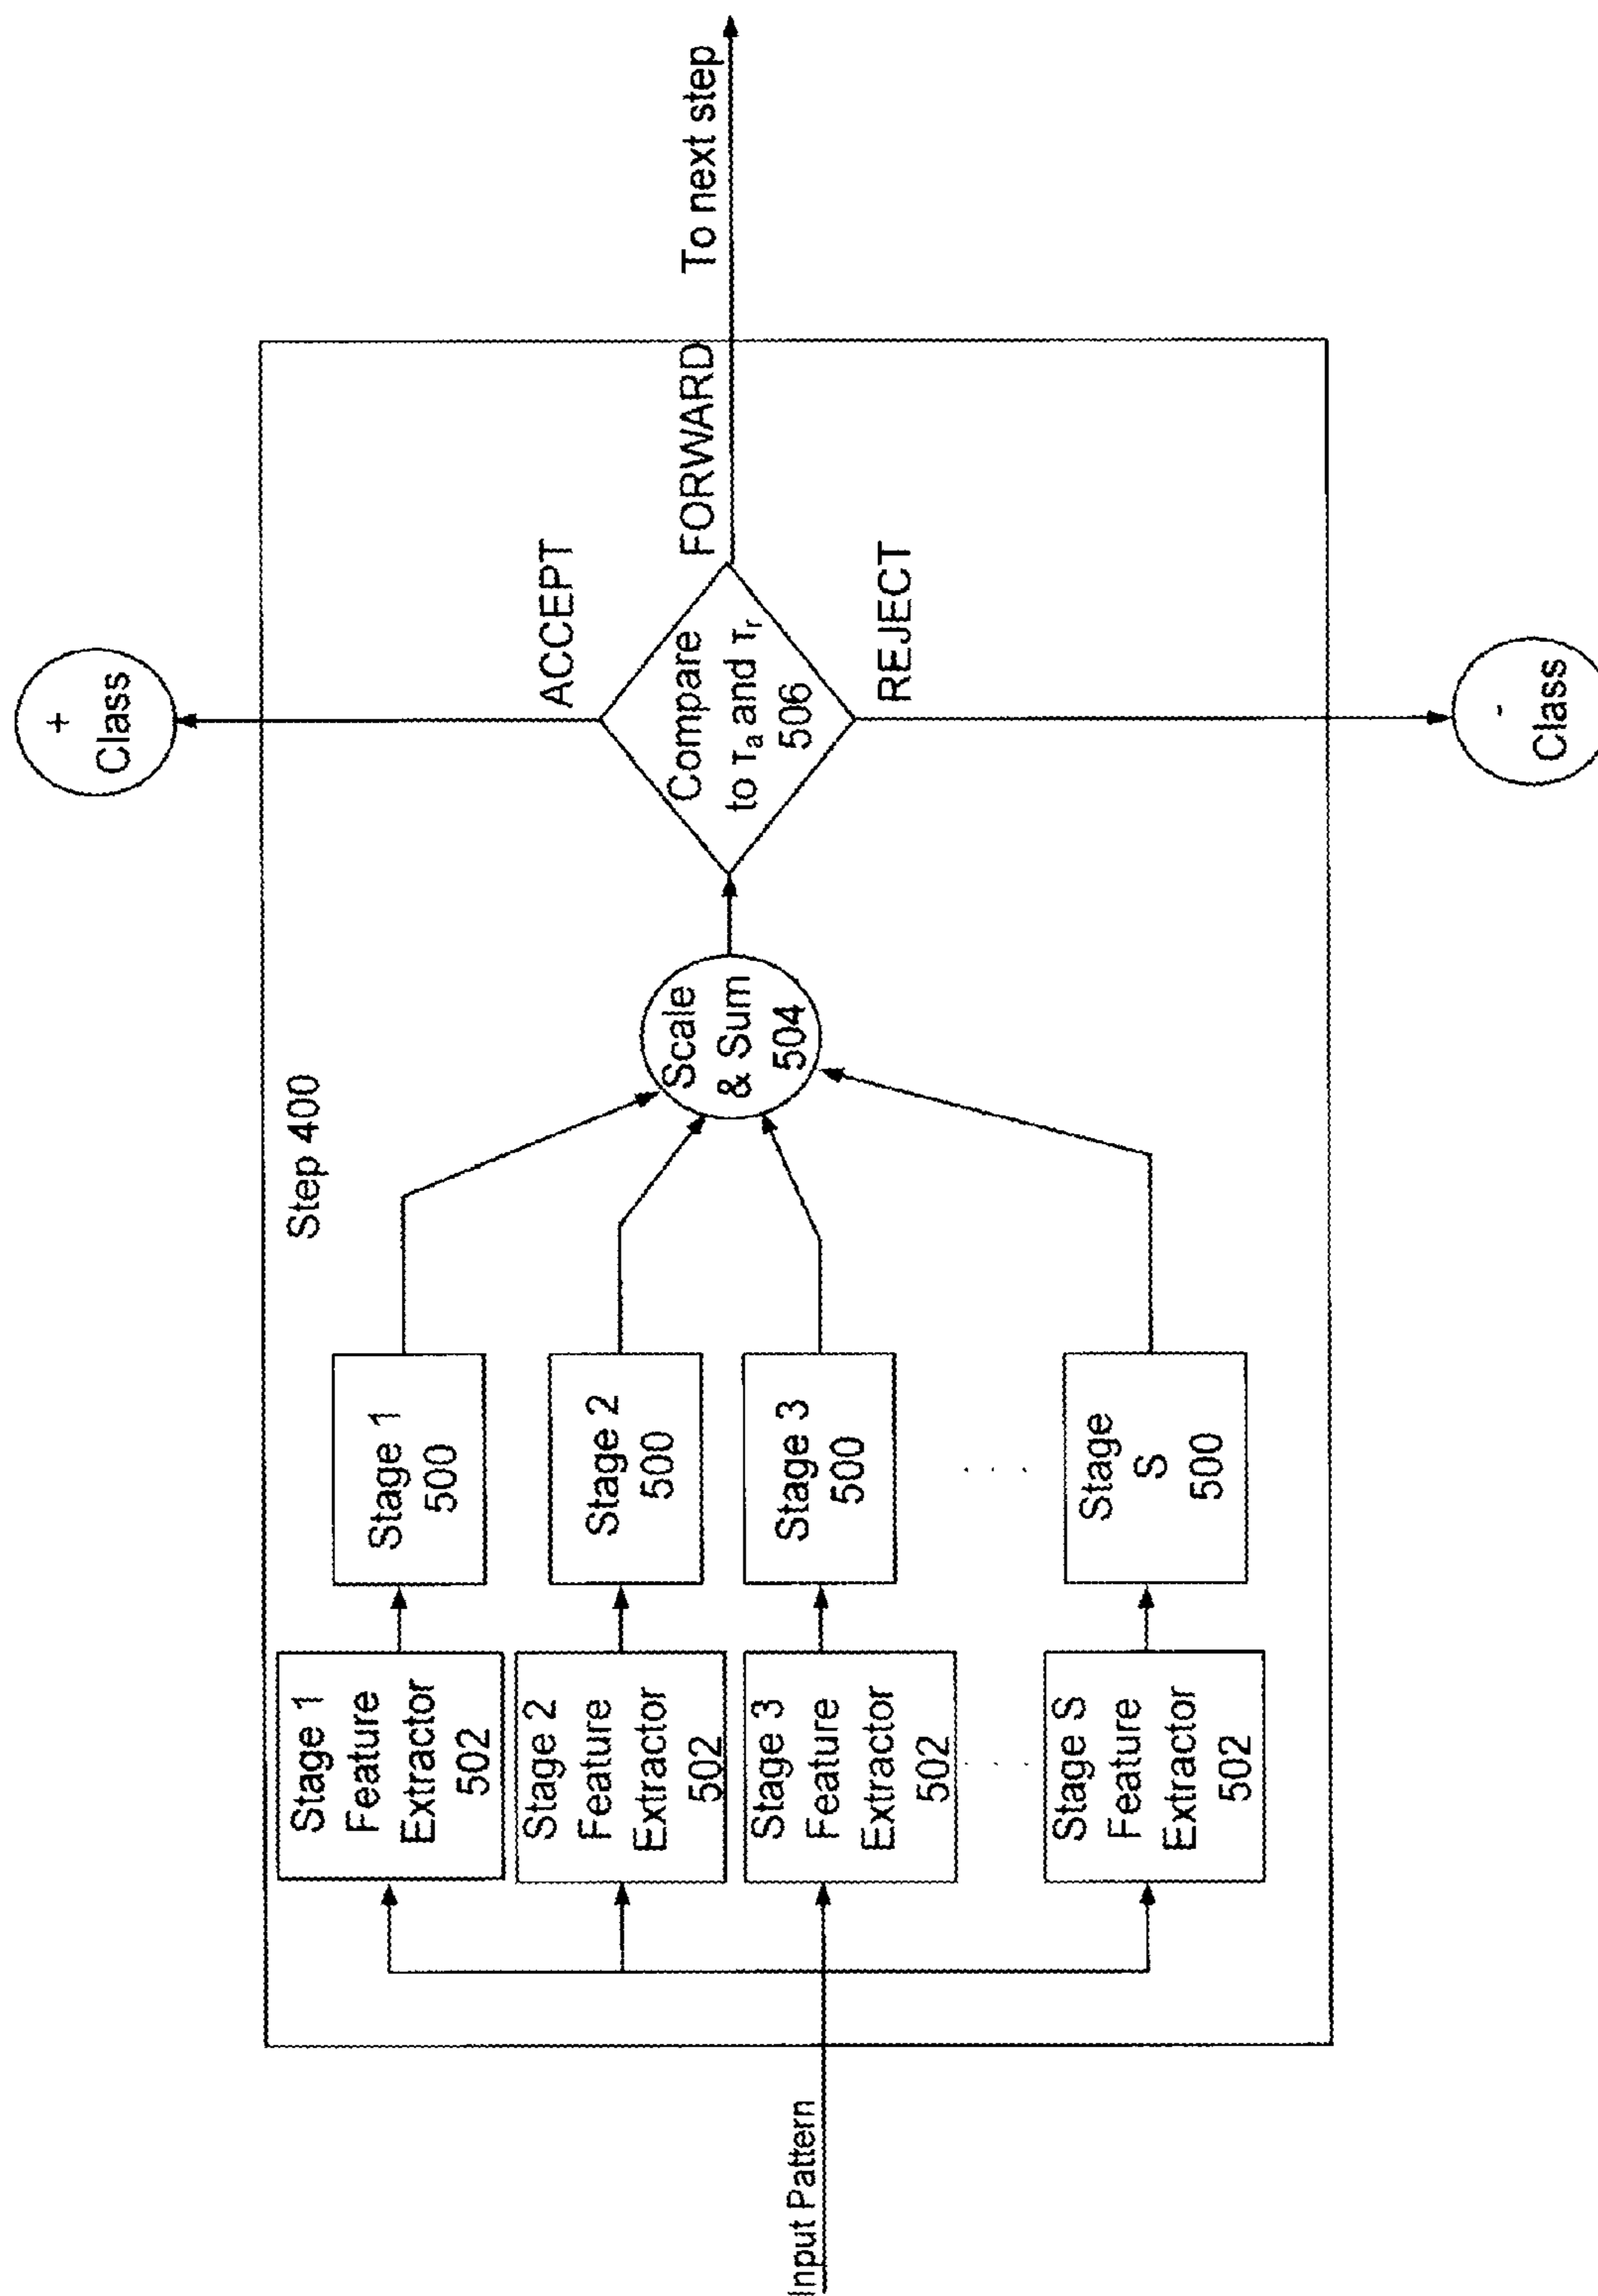 Input Pattern
Step 400
Stage 1
Feature
Extractor
502
Stage 1
500
Stage 2
Feature
Extractor
502
Stage 2
500
Stage 3
Feature
Extractor
502
Stage 3
500
. . .
. . .
Stage S
Feature
Extractor
502
Stage
S
500
Scale
& Sum
504
Compare
to τa and τr
506
ACCEPT
+
Class
FORWARD
To next step
REJECT
-
Class